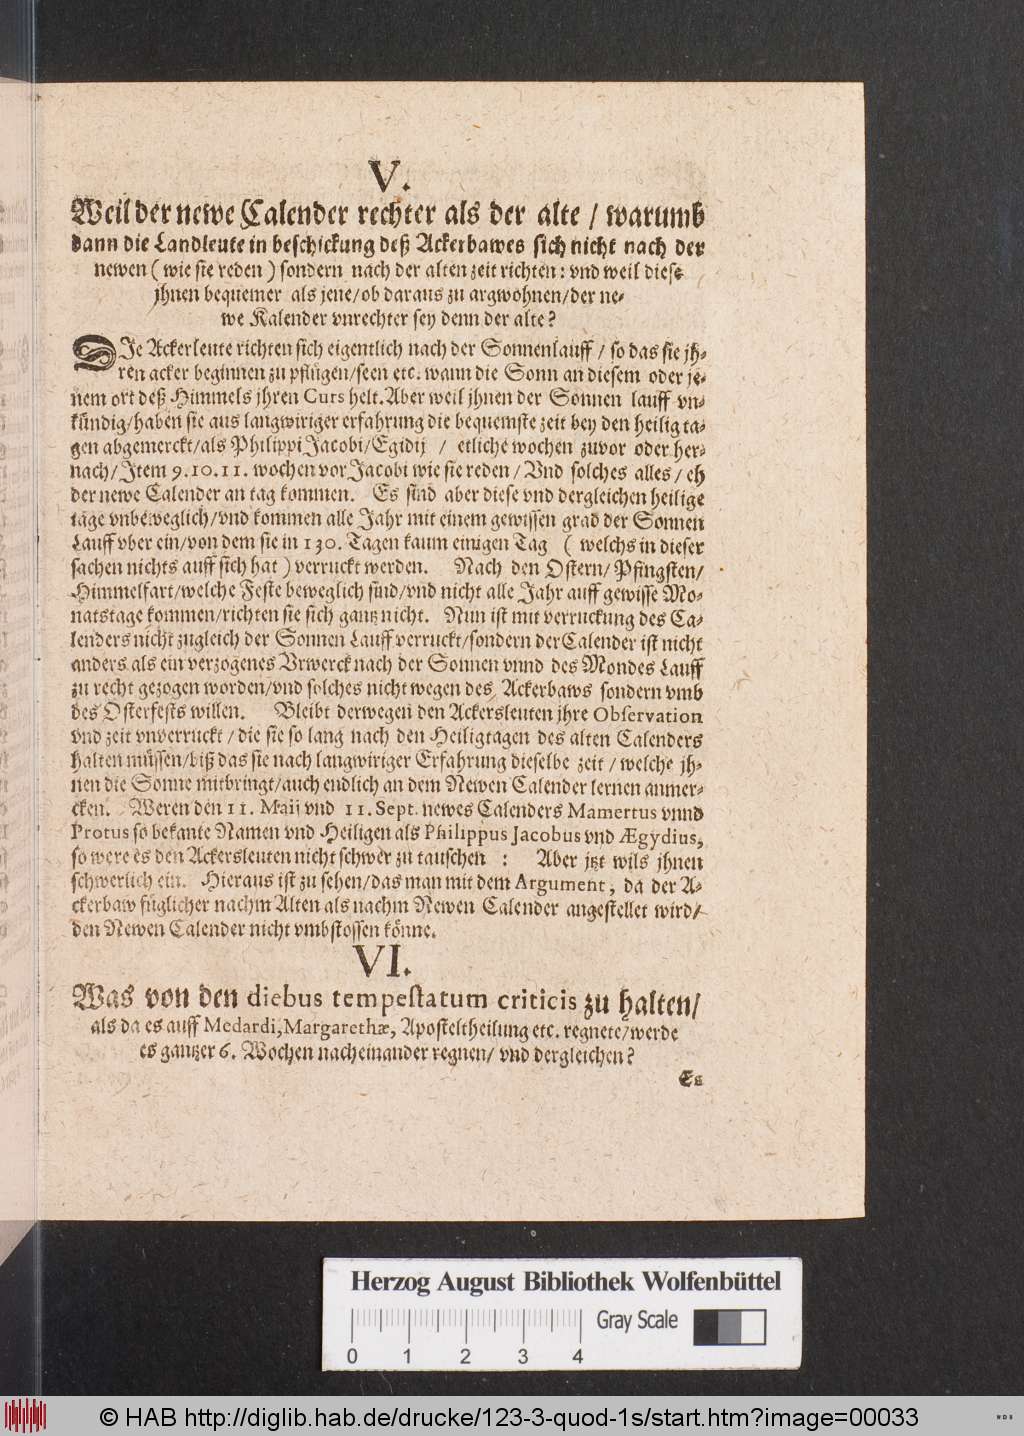 V.
Weil der newe Calender rechter als der alte / warumb
dann die Landleute in beschickung deß Ackerbawes sich nicht nach der
newen ( wie sie reden ) sondern nach der alten zeit richten : vnd weil diese
jhnen bequemer als jene/ob daraus zu argwohnen/der ne-
we Kalender vnrechter sey denn der alte?
DIe Ackerleute richten sich eigentlich nach der Sonnenlauff / so das sie jh-
ren acker beginnen zu pflügen/seen etc. wann die Sonn an diesem oder je-
nem ort deß Himmels jhren Curs helt. Aber weil jhnen der Sonnen lauff vn-
kündig/haben sie aus langwiriger erfahrung die bequemste zeit bey den heilig ta-
gen abgemerckt/als Philippi Jacobi/Egidij / etliche wochen zuvor oder her-
nach/Item 9.10.11. wochen vor Jacobi wie sie reden / Vnd solches alles / eh
der newe Calender an tag kommen. Es sind aber diese vnd dergleichen heilige
täge vnbeweglich/vnd kommen alle Jahr mit einem gewissen grad der Sonnen
Lauff vber ein/von dem sie in 130. Tagen kaum einigen Tag ( welchs in dieser
sachen nichts auff sich hat ) verruckt werden. Nach den Ostern/Pfingsten/
Himmelfart/welche Feste beweglich sind/vnd nicht alle Jahr auff gewisse Mo-
natstage kommen/richten sie sich gantz nicht. Nun ist mit verruckung des Ca-
lenders nicht zugleich der Sonnen Lauff verruckt/sondern der Calender ist nicht
anders als ein verzogenes Vrwerck nach der Sonnen vnnd des Mondes Lauff
zu recht gezogen worden/vnd solches nicht wegen des Ackerbaws sondern vmb
des Osterfests willen. Bleibt derwegen den Ackersleuten jhre Observation
vnd zeit vnverruckt / die sie so lang nach den Heiligtagen des alten Calenders
halten müssen/biß das sie nach langwiriger Erfahrung dieselbe zeit / welche jh-
nen die Sonne mitbringt/auch endlich an dem Newen Calender lernen anmer-
cken. Weren den 11. Maij vnd 11. Sept. newes Calenders Mamertus vnnd
Protus so bekante Namen vnd Heiligen als Philippus Jacobus vnd Ægydius,
so were es den Ackersleuten nicht schwer zu tauschen : Aber jtzt wils jhnen
schwerlich ein. Hieraus ist zu sehen/das man mit dem Argument, da der A-
ckerbaw füglicher nachm Alten als nachm Newen Calender angestellet wird/
den Newen Calender nicht vmbstossen könne.
VI.
Was von den diebus tempestatum criticis zu halten/
als da es auff Medardi, Margarethæ, Aposteltheilung etc. regnete/werde
es gantzer 6. Wochen nacheinander regnen/ vnd dergleichen?
Es
Herzog August Bibliothek Wolfenbüttel
0 1 2 3 4 Gray Scale
© HAB http://diglib.hab.de/drucke/123-3-quod-1s/start.htm?image=00033